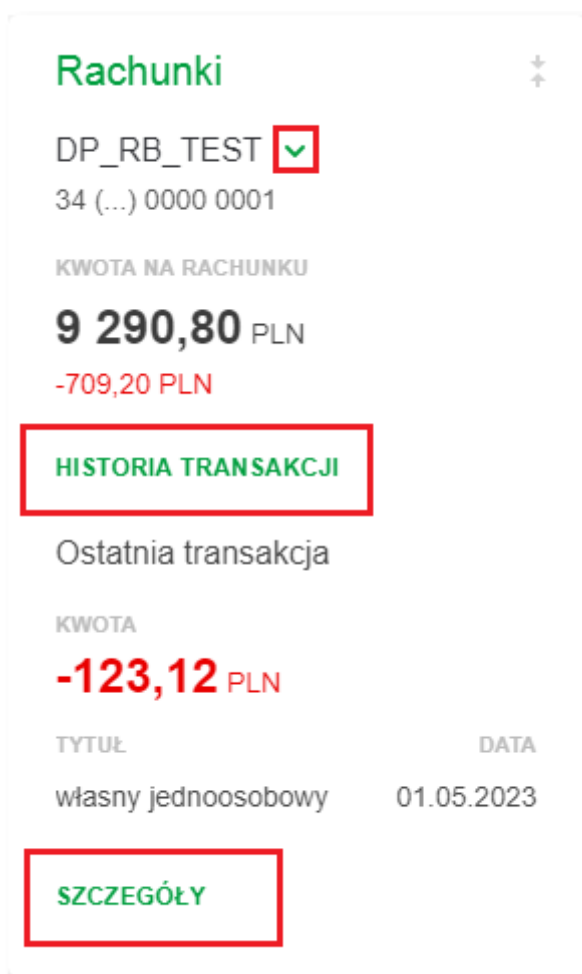 Rachunki
DP_RB_TEST
34 (...) 0000 0001
KWOTA NA RACHUNKU
9 290,80 PLN
-709,20 PLN
HISTORIA TRANSAKCJI
Ostatnia transakcja
KWOTA
-123,12 PLN
TYTUŁ DATA
własny jednoosobowy 01.05.2023
SZCZEGÓŁY